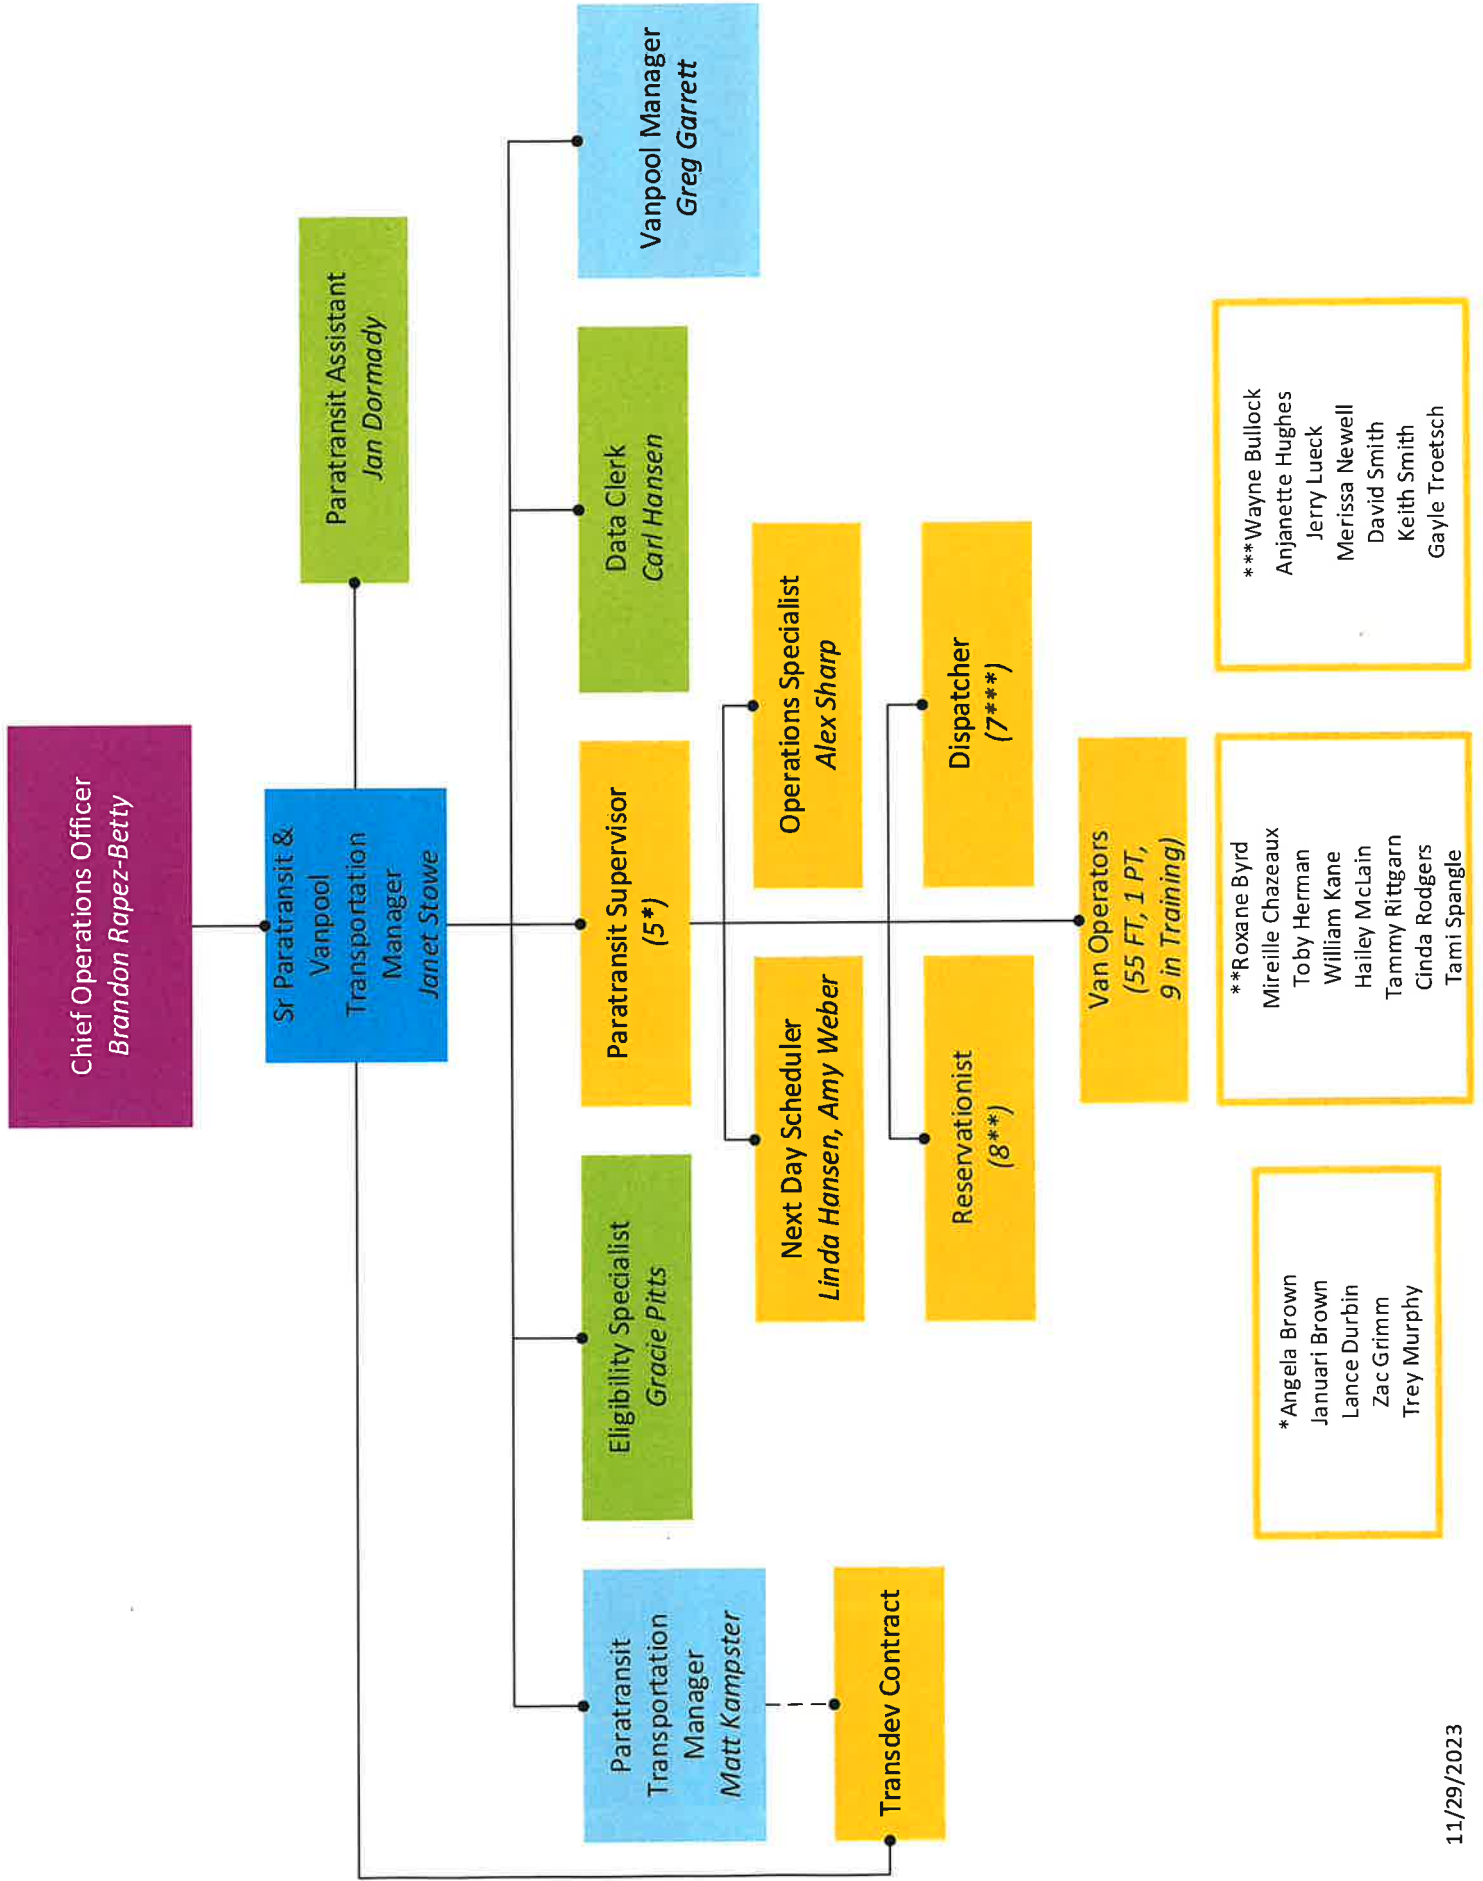 Chief Operations Officer
Brandon Rapez-Betty
Sr Paratransit &
Vanpool
Transportation
Manager
Janet Stowe
Paratransit Assistant
Jan Dormady
Paratransit
Transportation
Manager
Matt Kampster
Eligibility Specialist
Gracie Pitts
Paratransit Supervisor
(5*)
Data Clerk
Carl Hansen
Vanpool Manager
Greg Garrett
Transdev Contract
Next Day Scheduler
Linda Hansen, Amy Weber
Operations Specialist
Alex Sharp
Reservationist
(8**)
Dispatcher
(7***)
Van Operators
(55 FT, 1 PT,
9 in Training)
*Angela Brown
Januari Brown
Lance Durbin
Zac Grimm
Trey Murphy
**Roxane Byrd
Mireille Chazeaux
Toby Herman
William Kane
Hailey McLain
Tammy Rittgarn
Cinda Rodgers
Tami Spangle
***Wayne Bullock
Anjanette Hughes
Jerry Lueck
Merissa Newell
David Smith
Keith Smith
Gayle Troetsch
11/29/2023